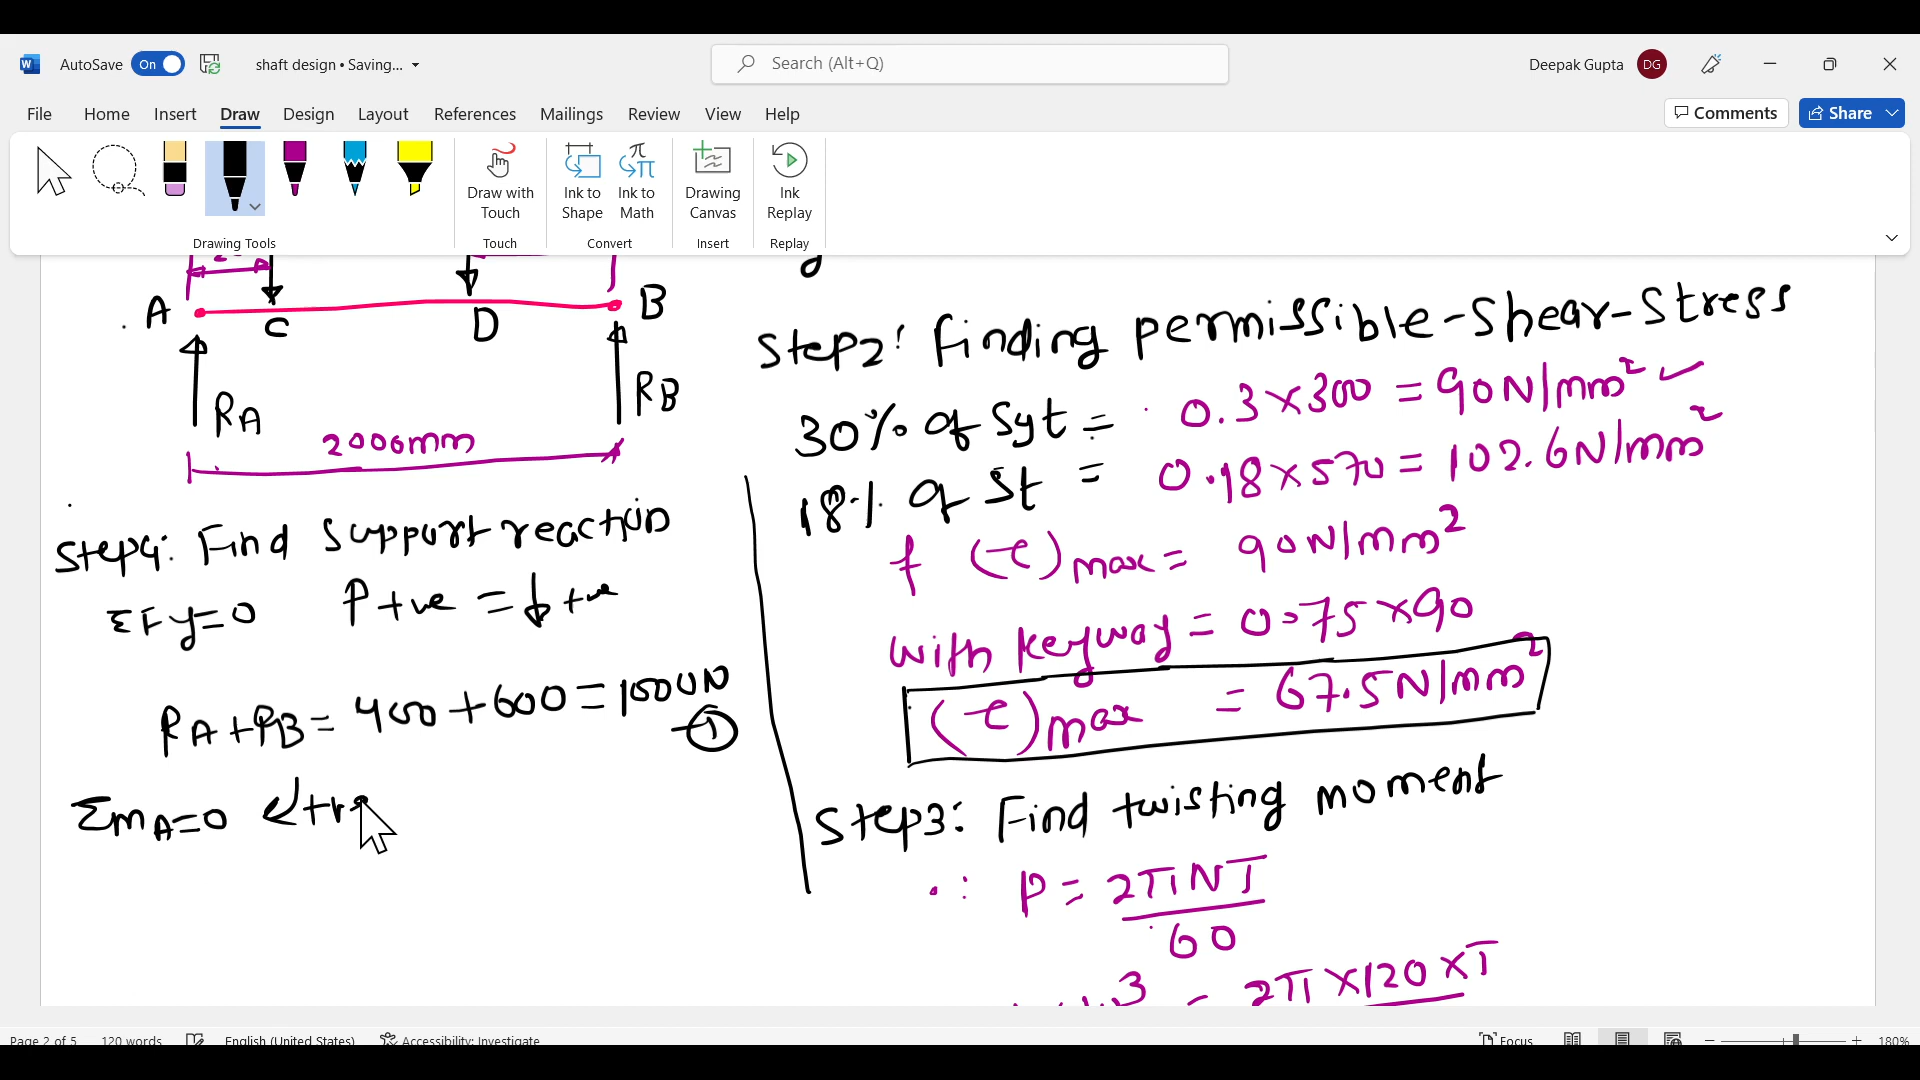 AutoSave On shaft design • Saving... Search (Alt+Q) Deepak Gupta DG
File Home Insert Draw Design Layout References Mailings Review View Help Comments Share
Draw with Touch
Ink to Shape
Ink to Math
Drawing Canvas
Ink Replay
Drawing Tools Touch Convert Insert Replay
A C D B
RA RB
2000mm
Step4: Find support reaction
ΣFy=0 ↑+ve = ↓+ve
RA+RB= 400+600=1000N
-①
ΣmA=0
Step2: Finding permissible-shear-stress
30% of Syt = 0.3×300 = 90N/mm² ✓
18% of St = 0.18×570 = 102.6N/mm²
(τ)max = 90N/mm²
with keyway = 0.75×90
(τ)max = 67.5N/mm²
Step3: Find twisting moment
∴ P = 2πNT
60
3 = 2π×120×T
Page 2 of 5 120 words English (United States) Accessibility: Investigate Focus 180%